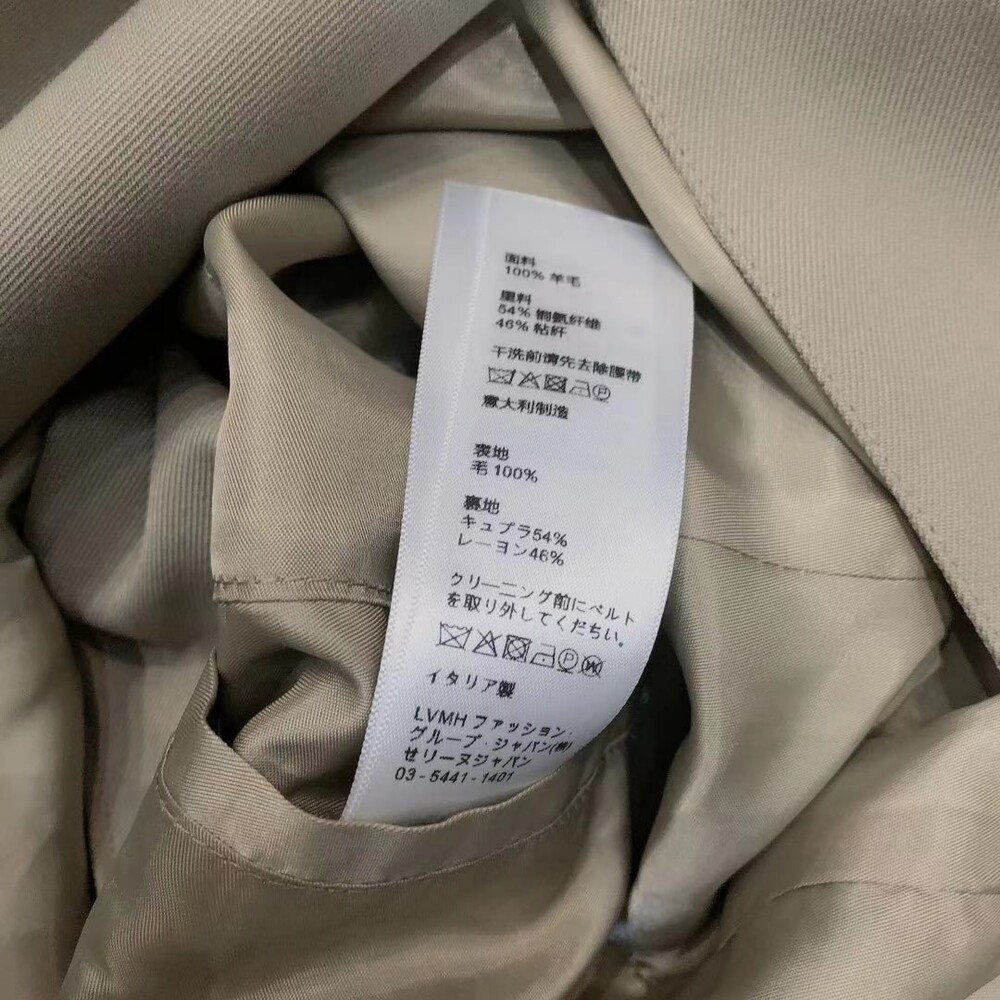 面料
100% 羊毛
里料
54% 铜氨纤维
46% 粘纤
干洗前请先去除腰带
P
意大利制造
表地
毛 100%
裏地
キュプラ54%
レーヨン46%
クリーニング前にベルト
を取り外してください。
P W
イタリア製
LVMH ファッション・
グループ・ジャパン(株)
セリーヌジャパン
03-5441-1401